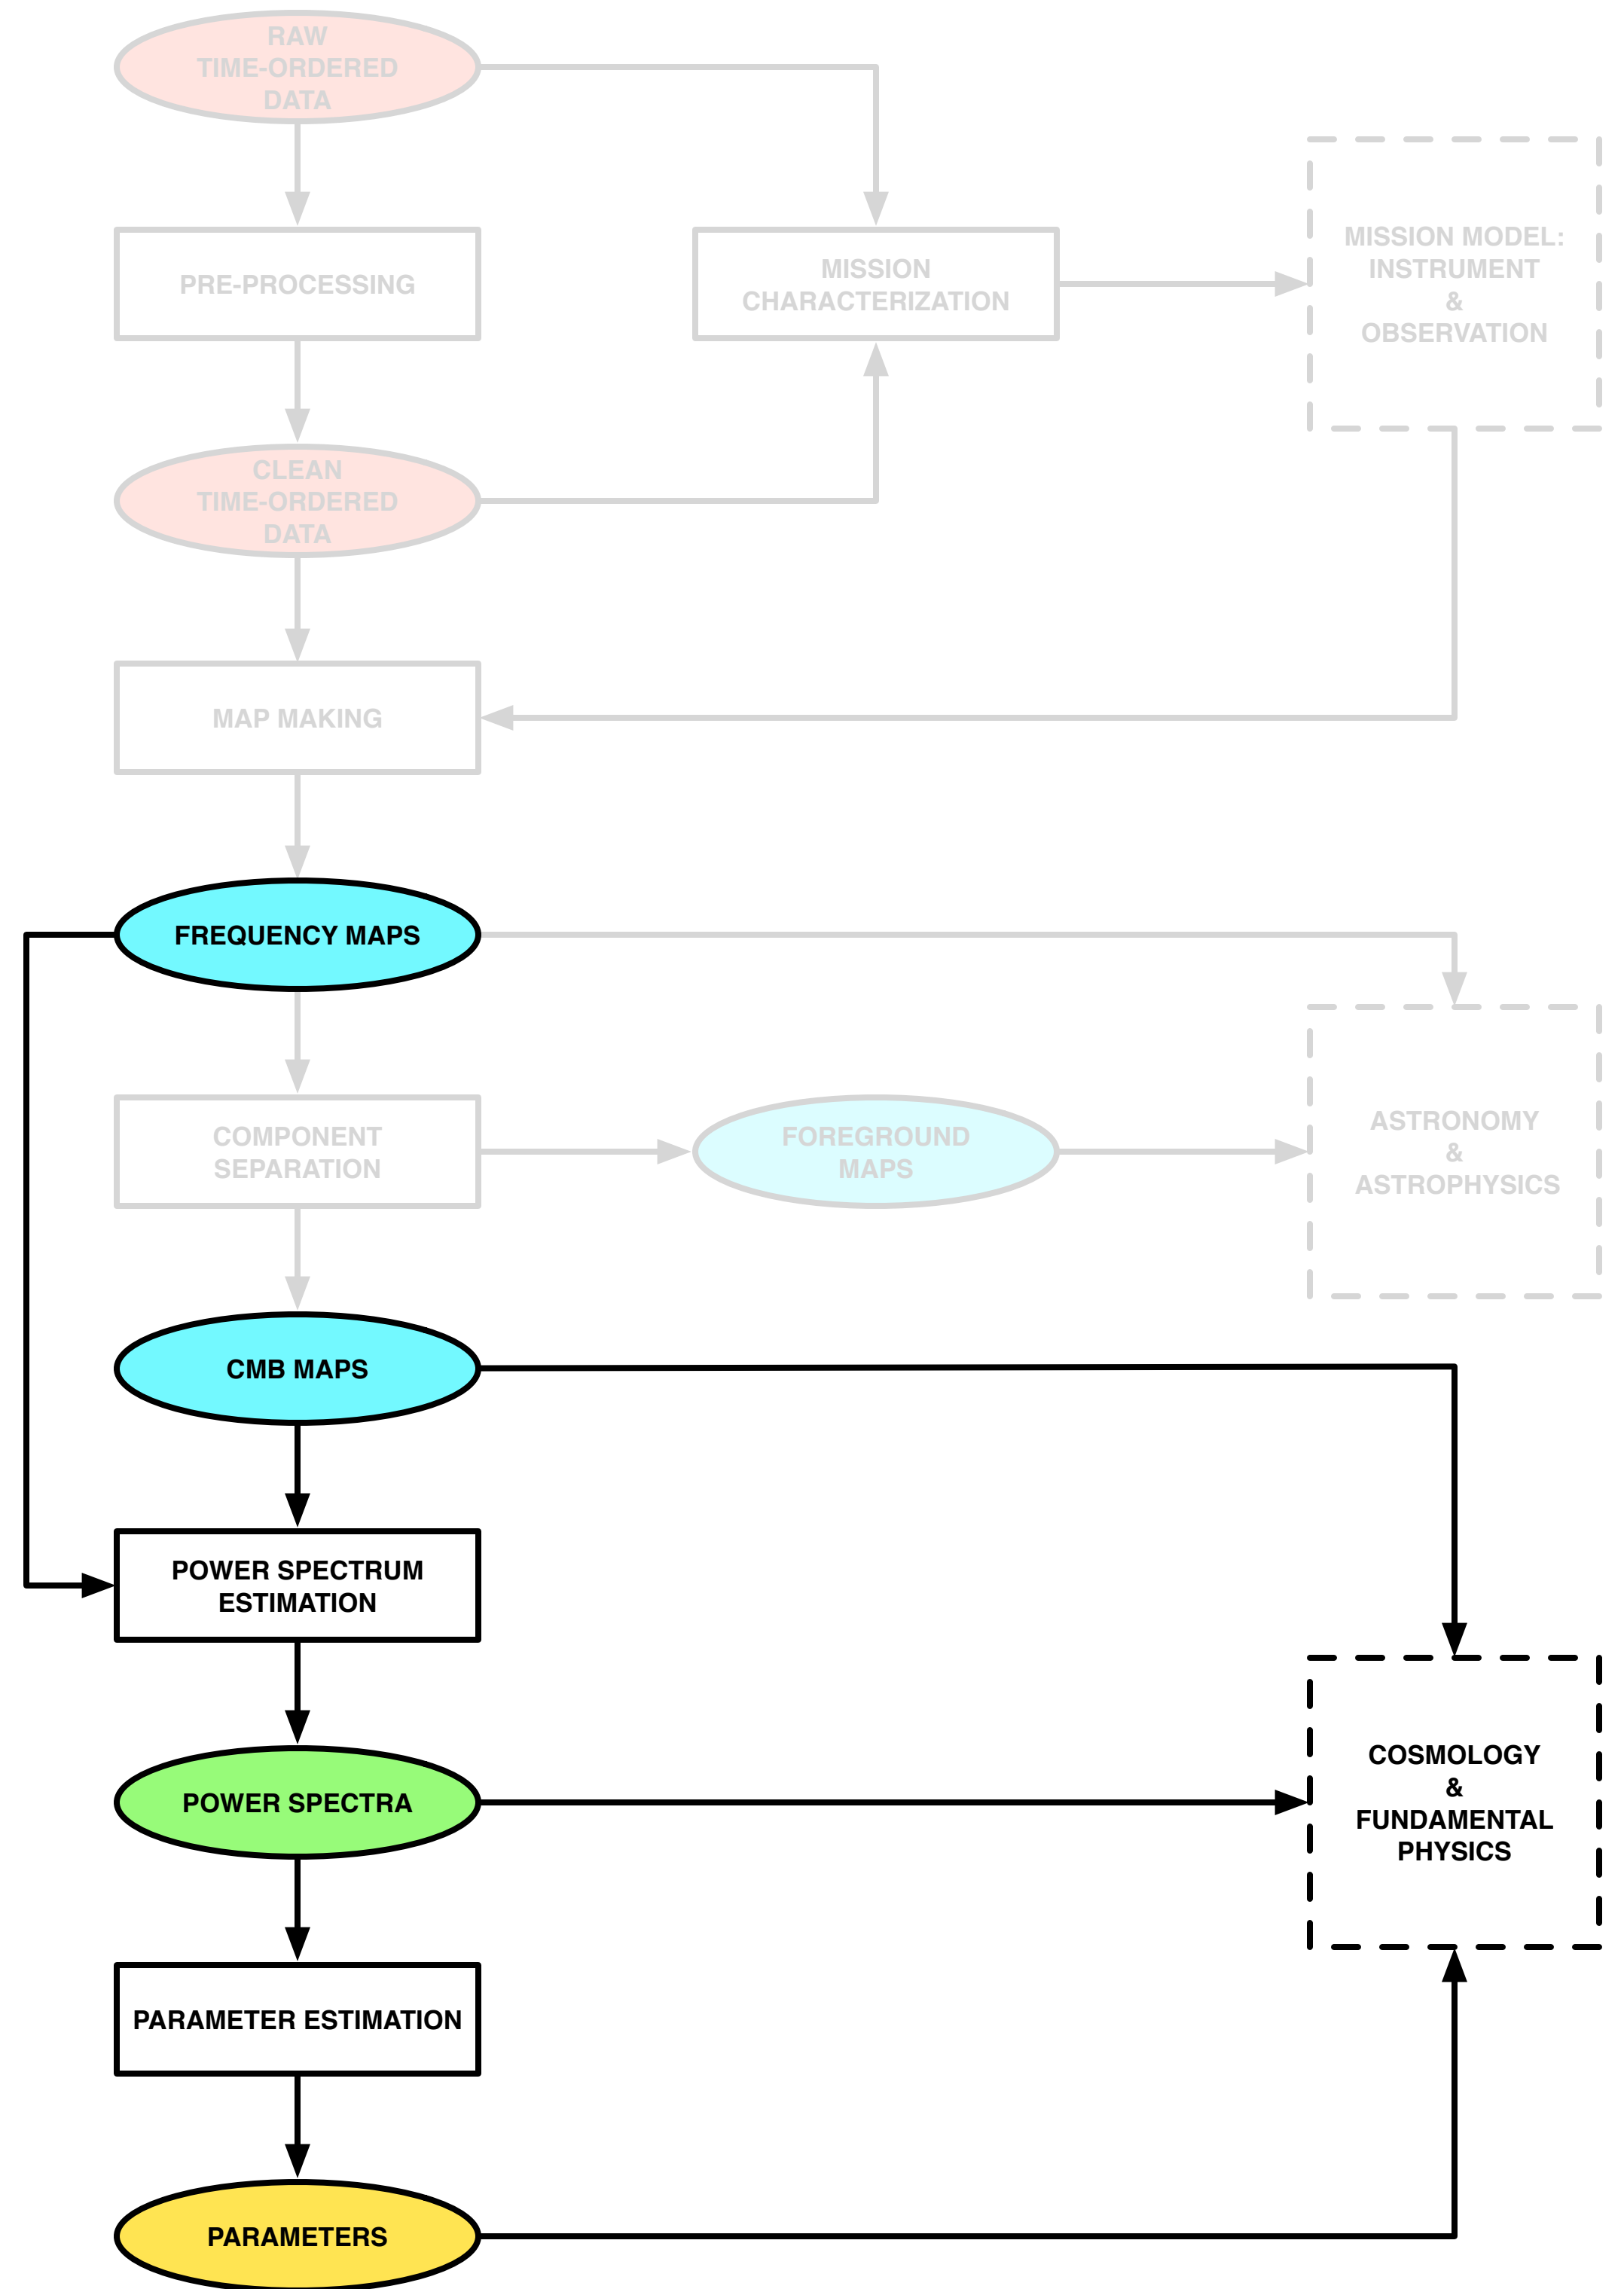 RAW
TIME-ORDERED
DATA
PRE-PROCESSING
MISSION
CHARACTERIZATION
MISSION MODEL:
INSTRUMENT
&
OBSERVATION
CLEAN
TIME-ORDERED
DATA
MAP MAKING
FREQUENCY MAPS
COMPONENT
SEPARATION
FOREGROUND
MAPS
ASTRONOMY
&
ASTROPHYSICS
CMB MAPS
POWER SPECTRUM
ESTIMATION
POWER SPECTRA
COSMOLOGY
&
FUNDAMENTAL
PHYSICS
PARAMETER ESTIMATION
PARAMETERS